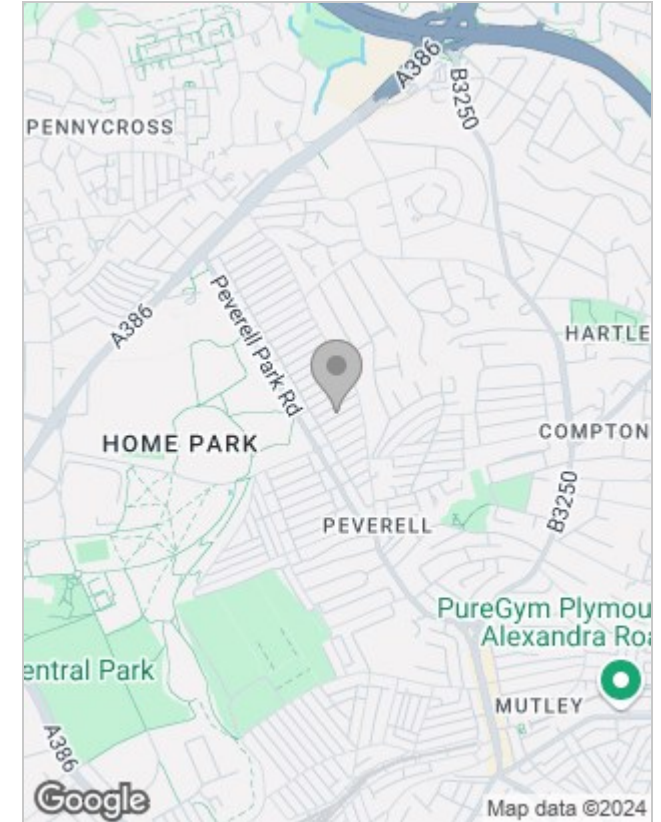 A386
B3250
PENNYCROSS
Peverell Park Rd
A386
HARTLE
HOME PARK
COMPTON
B3250
PEVERELL
PureGym Plymou
Alexandra Roa
entral Park
MUTLEY
A386
Google
Map data ©2024